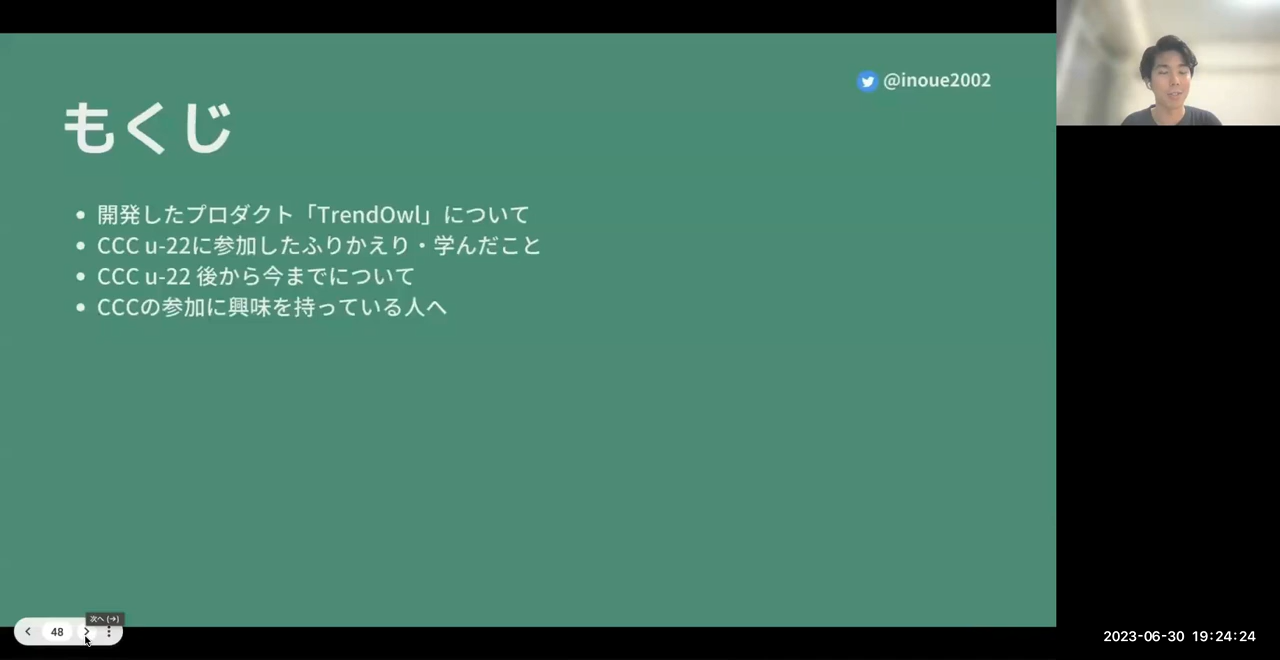 @inoue2002
もくじ
• 開発したプロダクト「TrendOwl」について
• CCC u-22に参加したふりかえり・学んだこと
• CCC u-22 後から今までについて
• CCCの参加に興味を持っている人へ
次へ (→)
48
2023-06-30 19:24:24